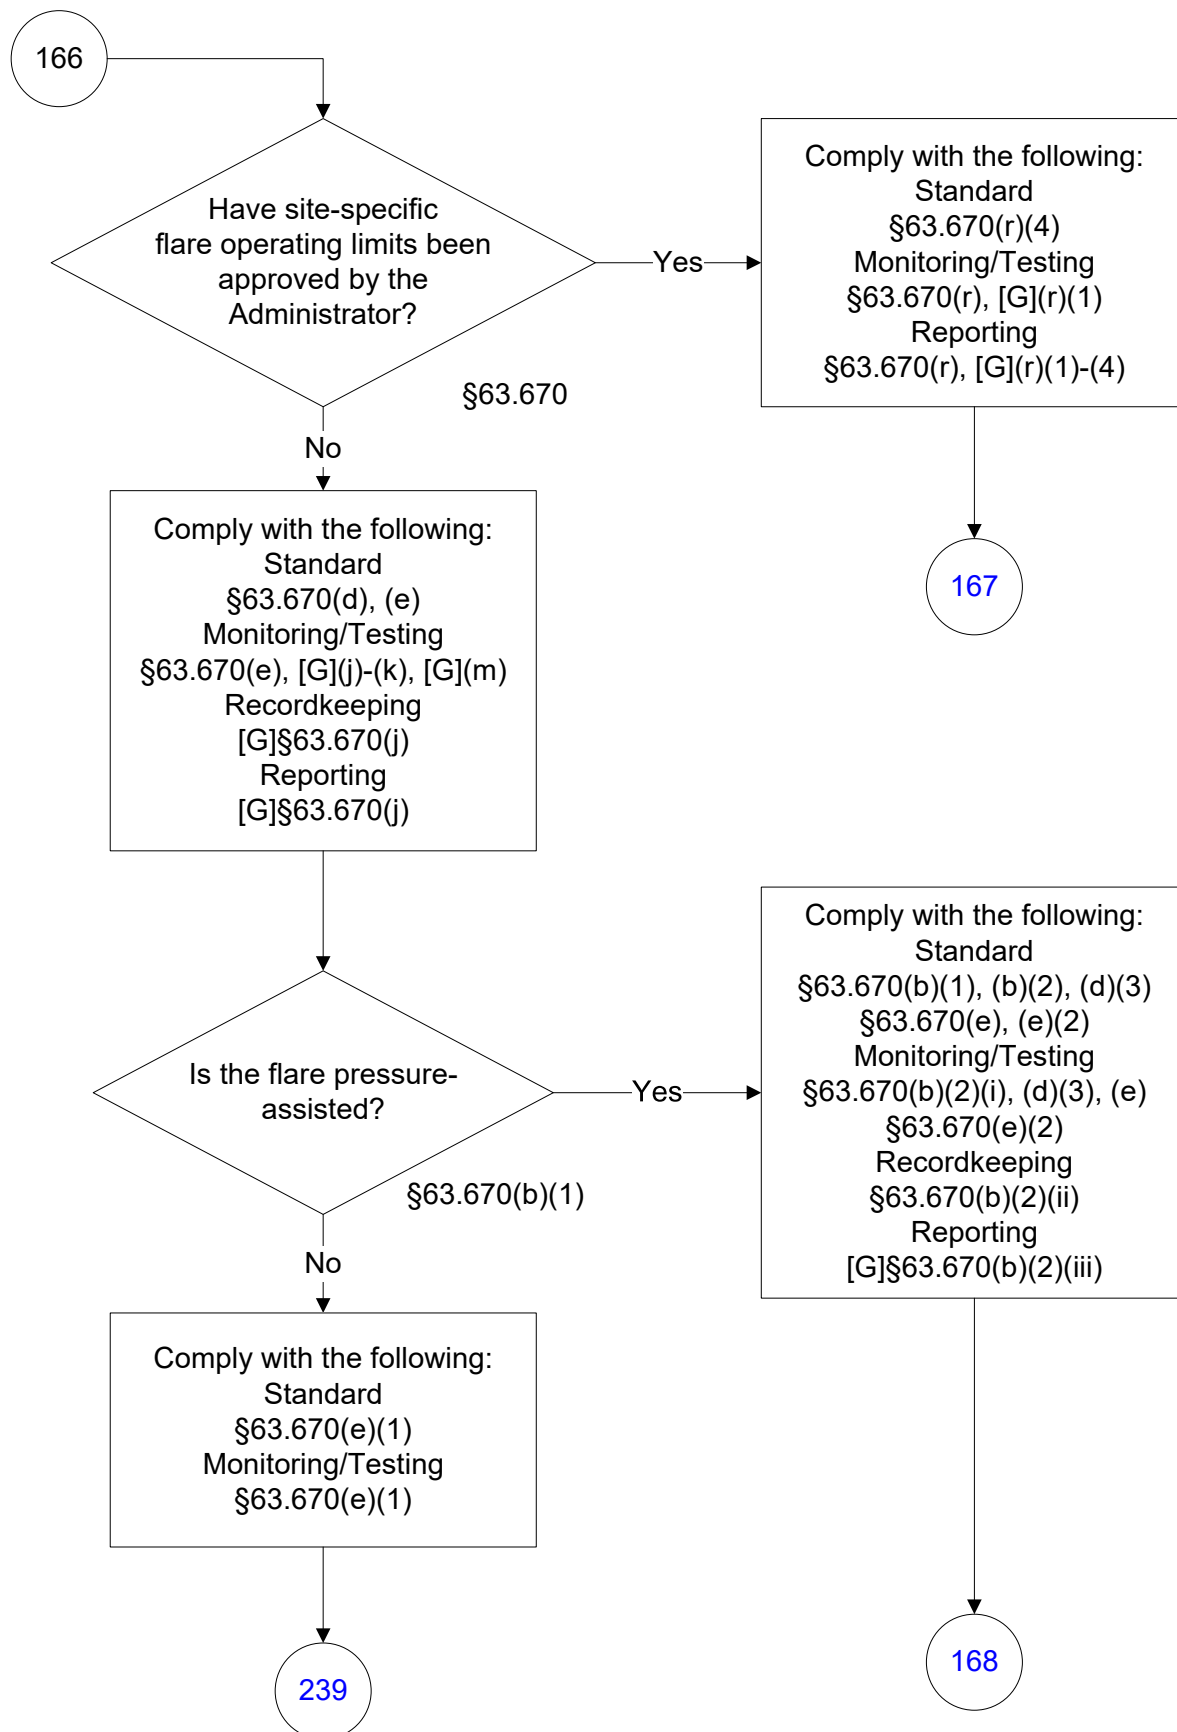 166
Have site-specific
flare operating limits been
approved by the
Administrator?
§63.670
Yes
Comply with the following:
Standard
§63.670(r)(4)
Monitoring/Testing
§63.670(r), [G](r)(1)
Reporting
§63.670(r), [G](r)(1)-(4)
167
No
Comply with the following:
Standard
§63.670(d), (e)
Monitoring/Testing
§63.670(e), [G](j)-(k), [G](m)
Recordkeeping
[G]§63.670(j)
Reporting
[G]§63.670(j)
Is the flare pressure-
assisted?
§63.670(b)(1)
Yes
Comply with the following:
Standard
§63.670(b)(1), (b)(2), (d)(3)
§63.670(e), (e)(2)
Monitoring/Testing
§63.670(b)(2)(i), (d)(3), (e)
§63.670(e)(2)
Recordkeeping
§63.670(b)(2)(ii)
Reporting
[G]§63.670(b)(2)(iii)
168
No
Comply with the following:
Standard
§63.670(e)(1)
Monitoring/Testing
§63.670(e)(1)
239